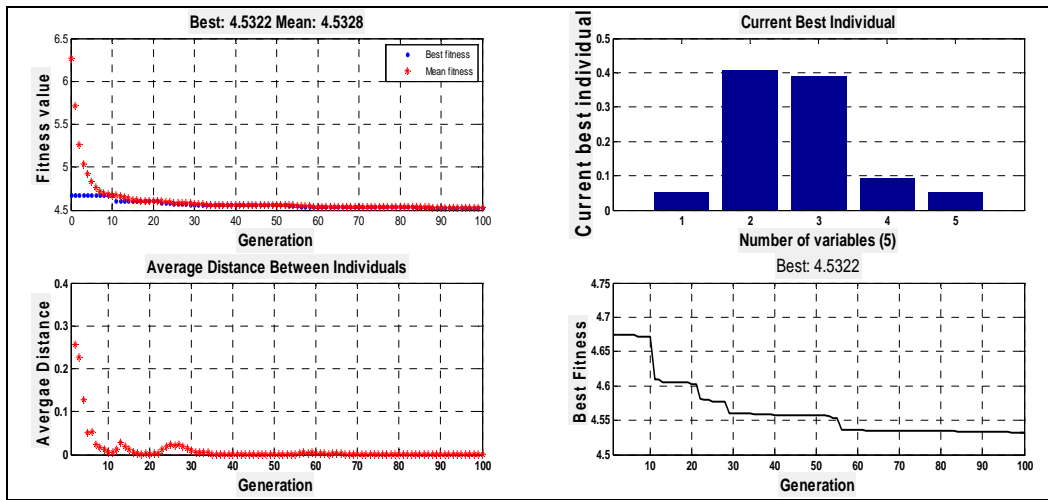 Best: 4.5322 Mean: 4.5328
Fitness value
6.5
6
5.5
5
4.5
Best fitness
Mean fitness
0 10 20 30 40 50 60 70 80 90 100
Generation
Current Best Individual
Current best individual
0.5
0.4
0.3
0.2
0.1
0
1 2 3 4 5
Number of variables (5)
Average Distance Between Individuals
Avergae Distance
0.4
0.3
0.2
0.1
0
10 20 30 40 50 60 70 80 90 100
Generation
Best: 4.5322
Best Fitness
4.75
4.7
4.65
4.6
4.55
4.5
10 20 30 40 50 60 70 80 90 100
Generation